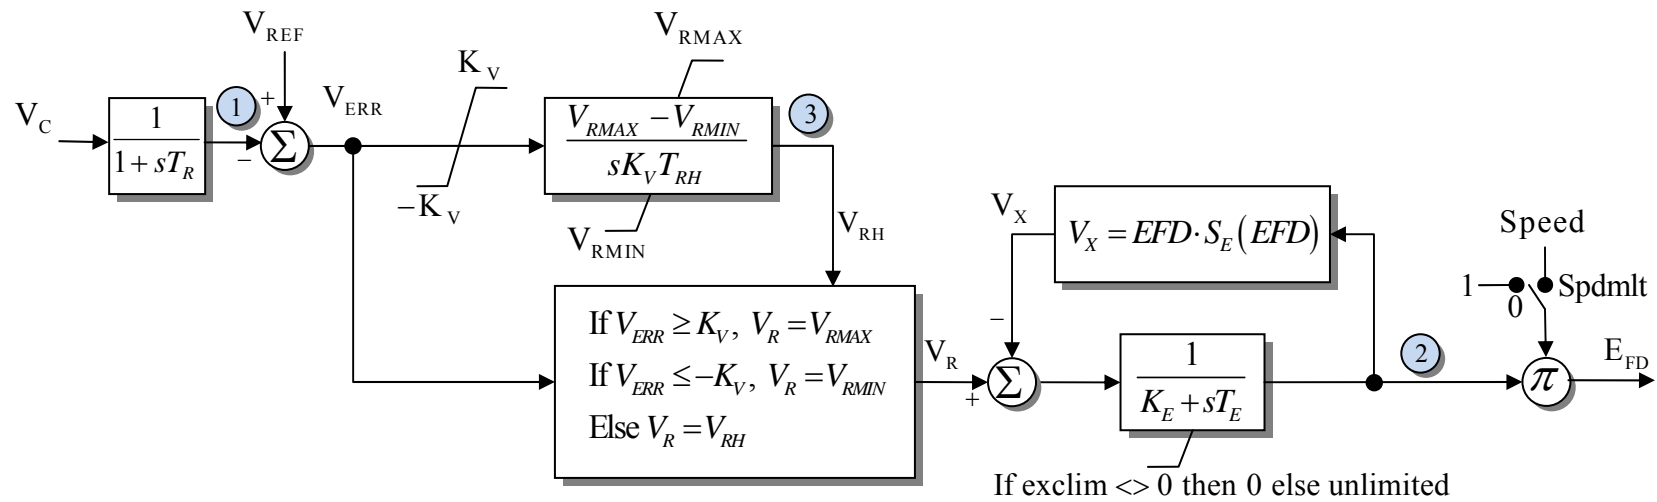 V_REF
V_C
1 / (1 + sT_R)
1
+
−
Σ
V_ERR
K_V
−K_V
V_RMAX
(V_RMAX − V_RMIN) / (sK_V T_RH)
V_RMIN
3
V_RH
If V_ERR ≥ K_V, V_R = V_RMAX
If V_ERR ≤ −K_V, V_R = V_RMIN
Else V_R = V_RH
V_R
+
−
Σ
V_X
V_X = EFD · S_E (EFD)
1 / (K_E + sT_E)
If exclim <> 0 then 0 else unlimited
2
Speed
1
0
Spdmlt
π
E_FD